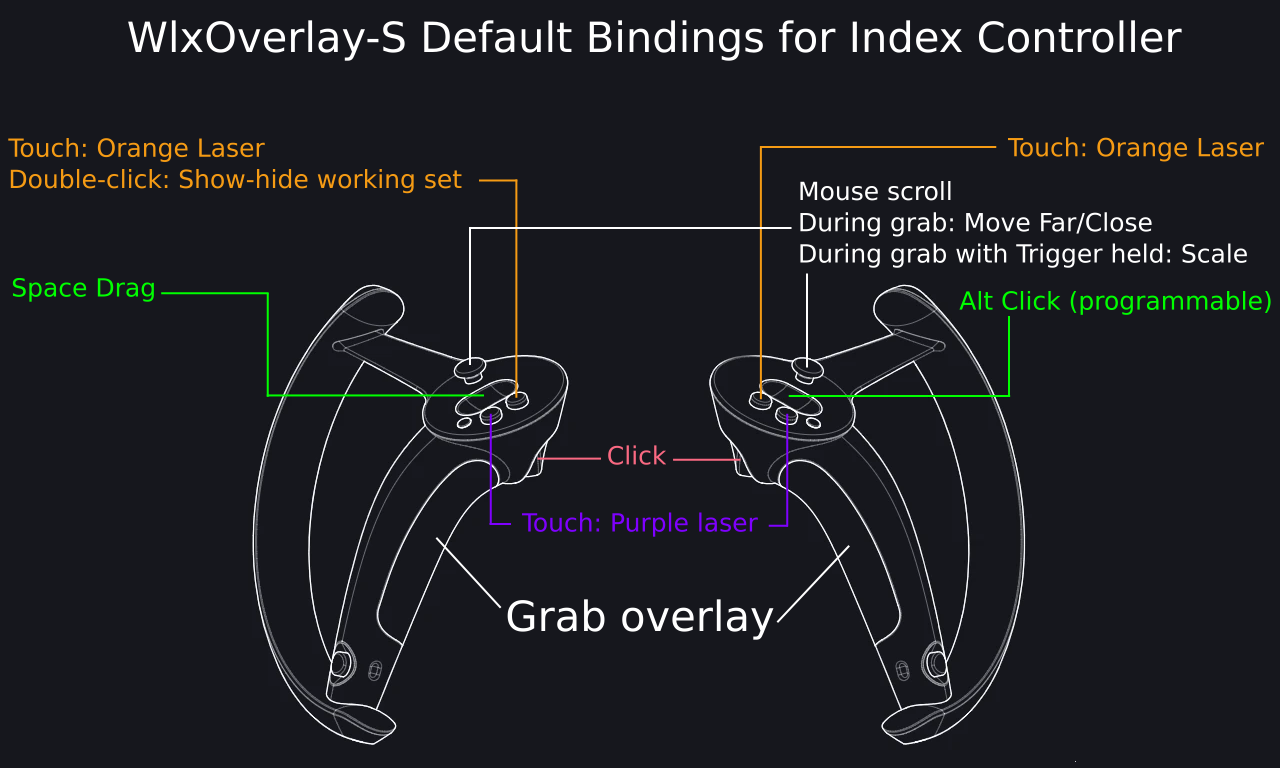 WlxOverlay-S Default Bindings for Index Controller
Touch: Orange Laser
Double-click: Show-hide working set
Touch: Orange Laser
Mouse scroll
During grab: Move Far/Close
During grab with Trigger held: Scale
Space Drag
Alt Click (programmable)
Click
Touch: Purple laser
Grab overlay